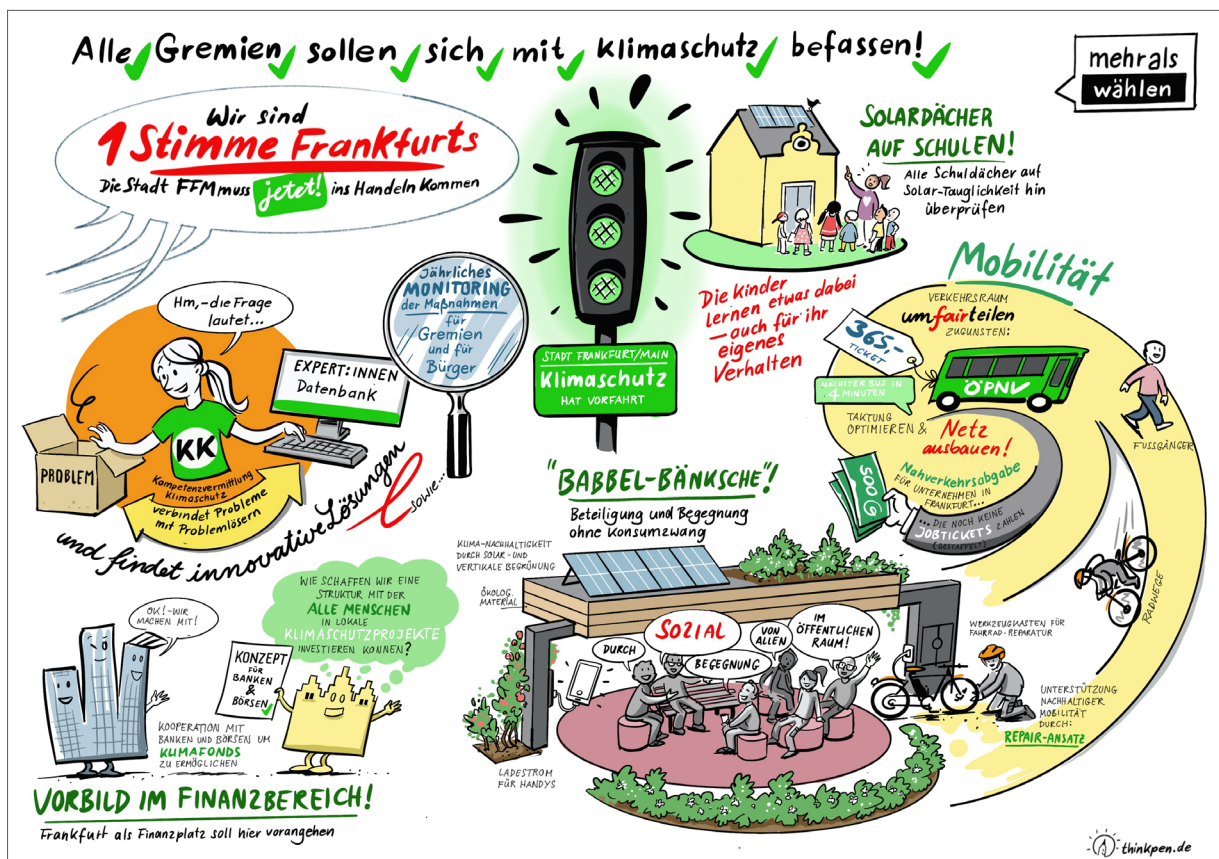 Alle Gremien sollen sich mit Klimaschutz befassen!
mehr als
wählen
Wir sind
1 Stimme Frankfurts
Die Stadt FFM muss jetzt! ins Handeln kommen
SOLARDÄCHER
AUF SCHULEN!
Alle Schuldächer auf
Solar-Tauglichkeit hin
überprüfen
Die Kinder
lernen etwas dabei
— auch für ihr
eigenes
Verhalten
STADT FRANKFURT/MAIN
Klimaschutz
HAT VORFAHRT
Jährliches
MONITORING
der Maßnahmen
für
Gremien
und für
Bürger
Hm, - die Frage
lautet...
EXPERT:INNEN
Datenbank
PROBLEM
KK
Kompetenzvermittlung
Klimaschutz
verbindet Probleme
mit Problemlösern
und findet innovative Lösungen
sowie...
Mobilität
VERKEHRSRAUM
umfairteilen
ZUGUNSTEN:
365,-
TICKET
ÖPNV
NÄCHSTER BUS IN
4 MINUTEN
TAKTUNG
OPTIMIEREN &
Netz
ausbauen!
FUSSGÄNGER
Nahverkehrsabgabe
FÜR UNTERNEHMEN IN
FRANKFURT...
500
... DIE NOCH KEINE
JOBTICKETS ZAHLEN
(GESTAFFELT)
RADWEGE
"BABBEL-BÄNKSCHE"!
Beteiligung und Begegnung
ohne Konsumzwang
KLIMA-NACHHALTIGKEIT
DURCH SOLAR- UND
VERTIKALE BEGRÜNUNG
ÖKOLOG.
MATERIAL
SOZIAL
DURCH
BEGEGNUNG
VON
ALLEN
IM
ÖFFENTLICHEN
RAUM!
LADESTROM
FÜR HANDYS
WERKZEUGKASTEN FÜR
FAHRRAD-REPARATUR
UNTERSTÜTZUNG
NACHHALTIGER
MOBILITÄT
DURCH:
REPAIR-ANSATZ
WIE SCHAFFEN WIR EINE
STRUKTUR MIT DER
ALLE MENSCHEN
IN LOKALE
KLIMASCHUTZPROJEKTE
INVESTIEREN KÖNNEN?
OK! - WIR
MACHEN MIT!
KONZEPT
FÜR
BANKEN
&
BÖRSEN
KOOPERATION MIT
BANKEN UND BÖRSEN UM
KLIMAFONDS
ZU ERMÖGLICHEN
VORBILD IM FINANZBEREICH!
Frankfurt als Finanzplatz soll hier vorangehen
thinkpen.de